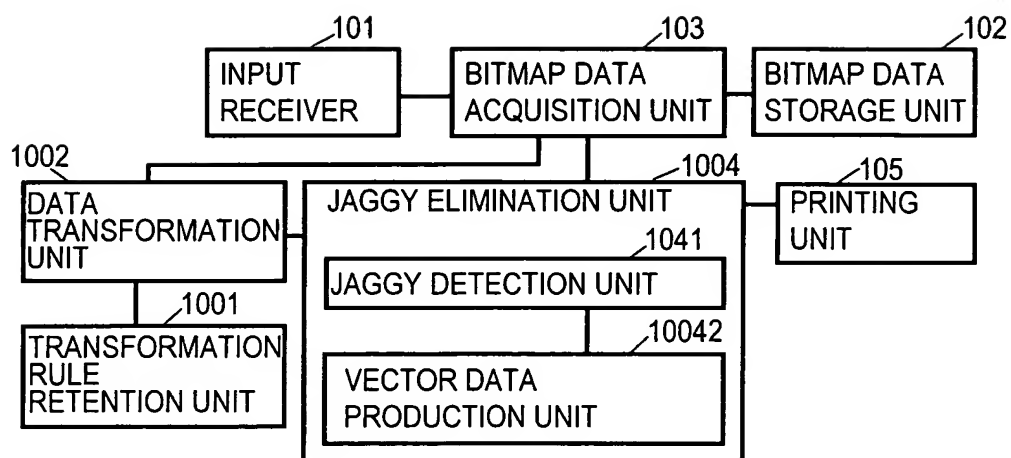 101
INPUT
RECEIVER
103
BITMAP DATA
ACQUISITION UNIT
102
BITMAP DATA
STORAGE UNIT
1002
DATA
TRANSFORMATION
UNIT
1004
JAGGY ELIMINATION UNIT
105
PRINTING
UNIT
1041
JAGGY DETECTION UNIT
1001
TRANSFORMATION
RULE
RETENTION UNIT
10042
VECTOR DATA
PRODUCTION UNIT